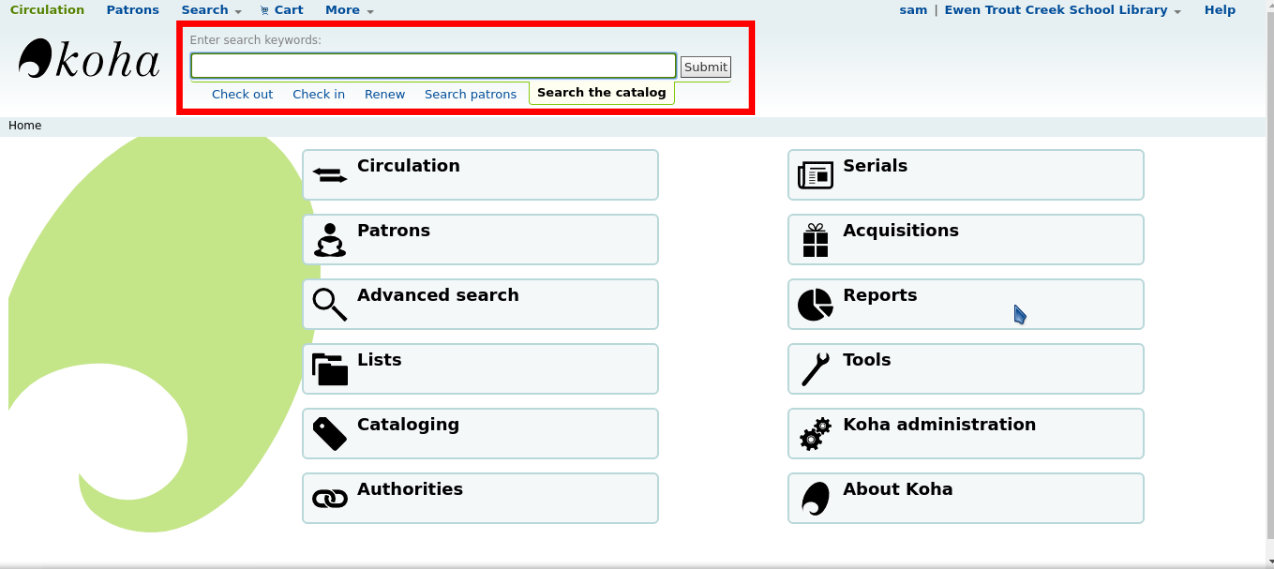 Circulation Patrons Search Cart More sam | Ewen Trout Creek School Library Help
koha
Enter search keywords:
Submit
Check out Check in Renew Search patrons Search the catalog
Home
Circulation
Serials
Patrons
Acquisitions
Advanced search
Reports
Lists
Tools
Cataloging
Koha administration
Authorities
About Koha